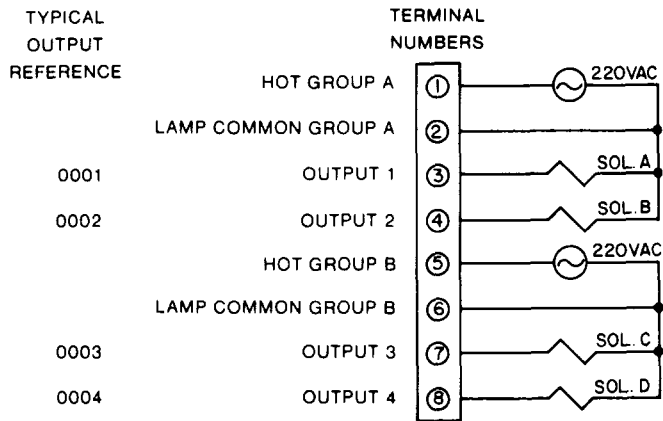 TYPICAL OUTPUT REFERENCE
TERMINAL NUMBERS
HOT GROUP A 1 220VAC
LAMP COMMON GROUP A 2
0001 OUTPUT 1 3 SOL. A
0002 OUTPUT 2 4 SOL. B
HOT GROUP B 5 220VAC
LAMP COMMON GROUP B 6
0003 OUTPUT 3 7 SOL. C
0004 OUTPUT 4 8 SOL. D